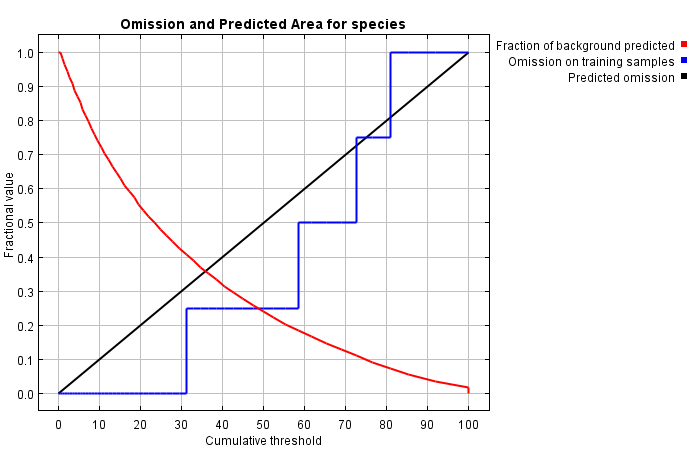 Omission and Predicted Area for species
Fraction of background predicted
Omission on training samples
Predicted omission
Fractional value
1.0
0.9
0.8
0.7
0.6
0.5
0.4
0.3
0.2
0.1
0.0
0 10 20 30 40 50 60 70 80 90 100
Cumulative threshold